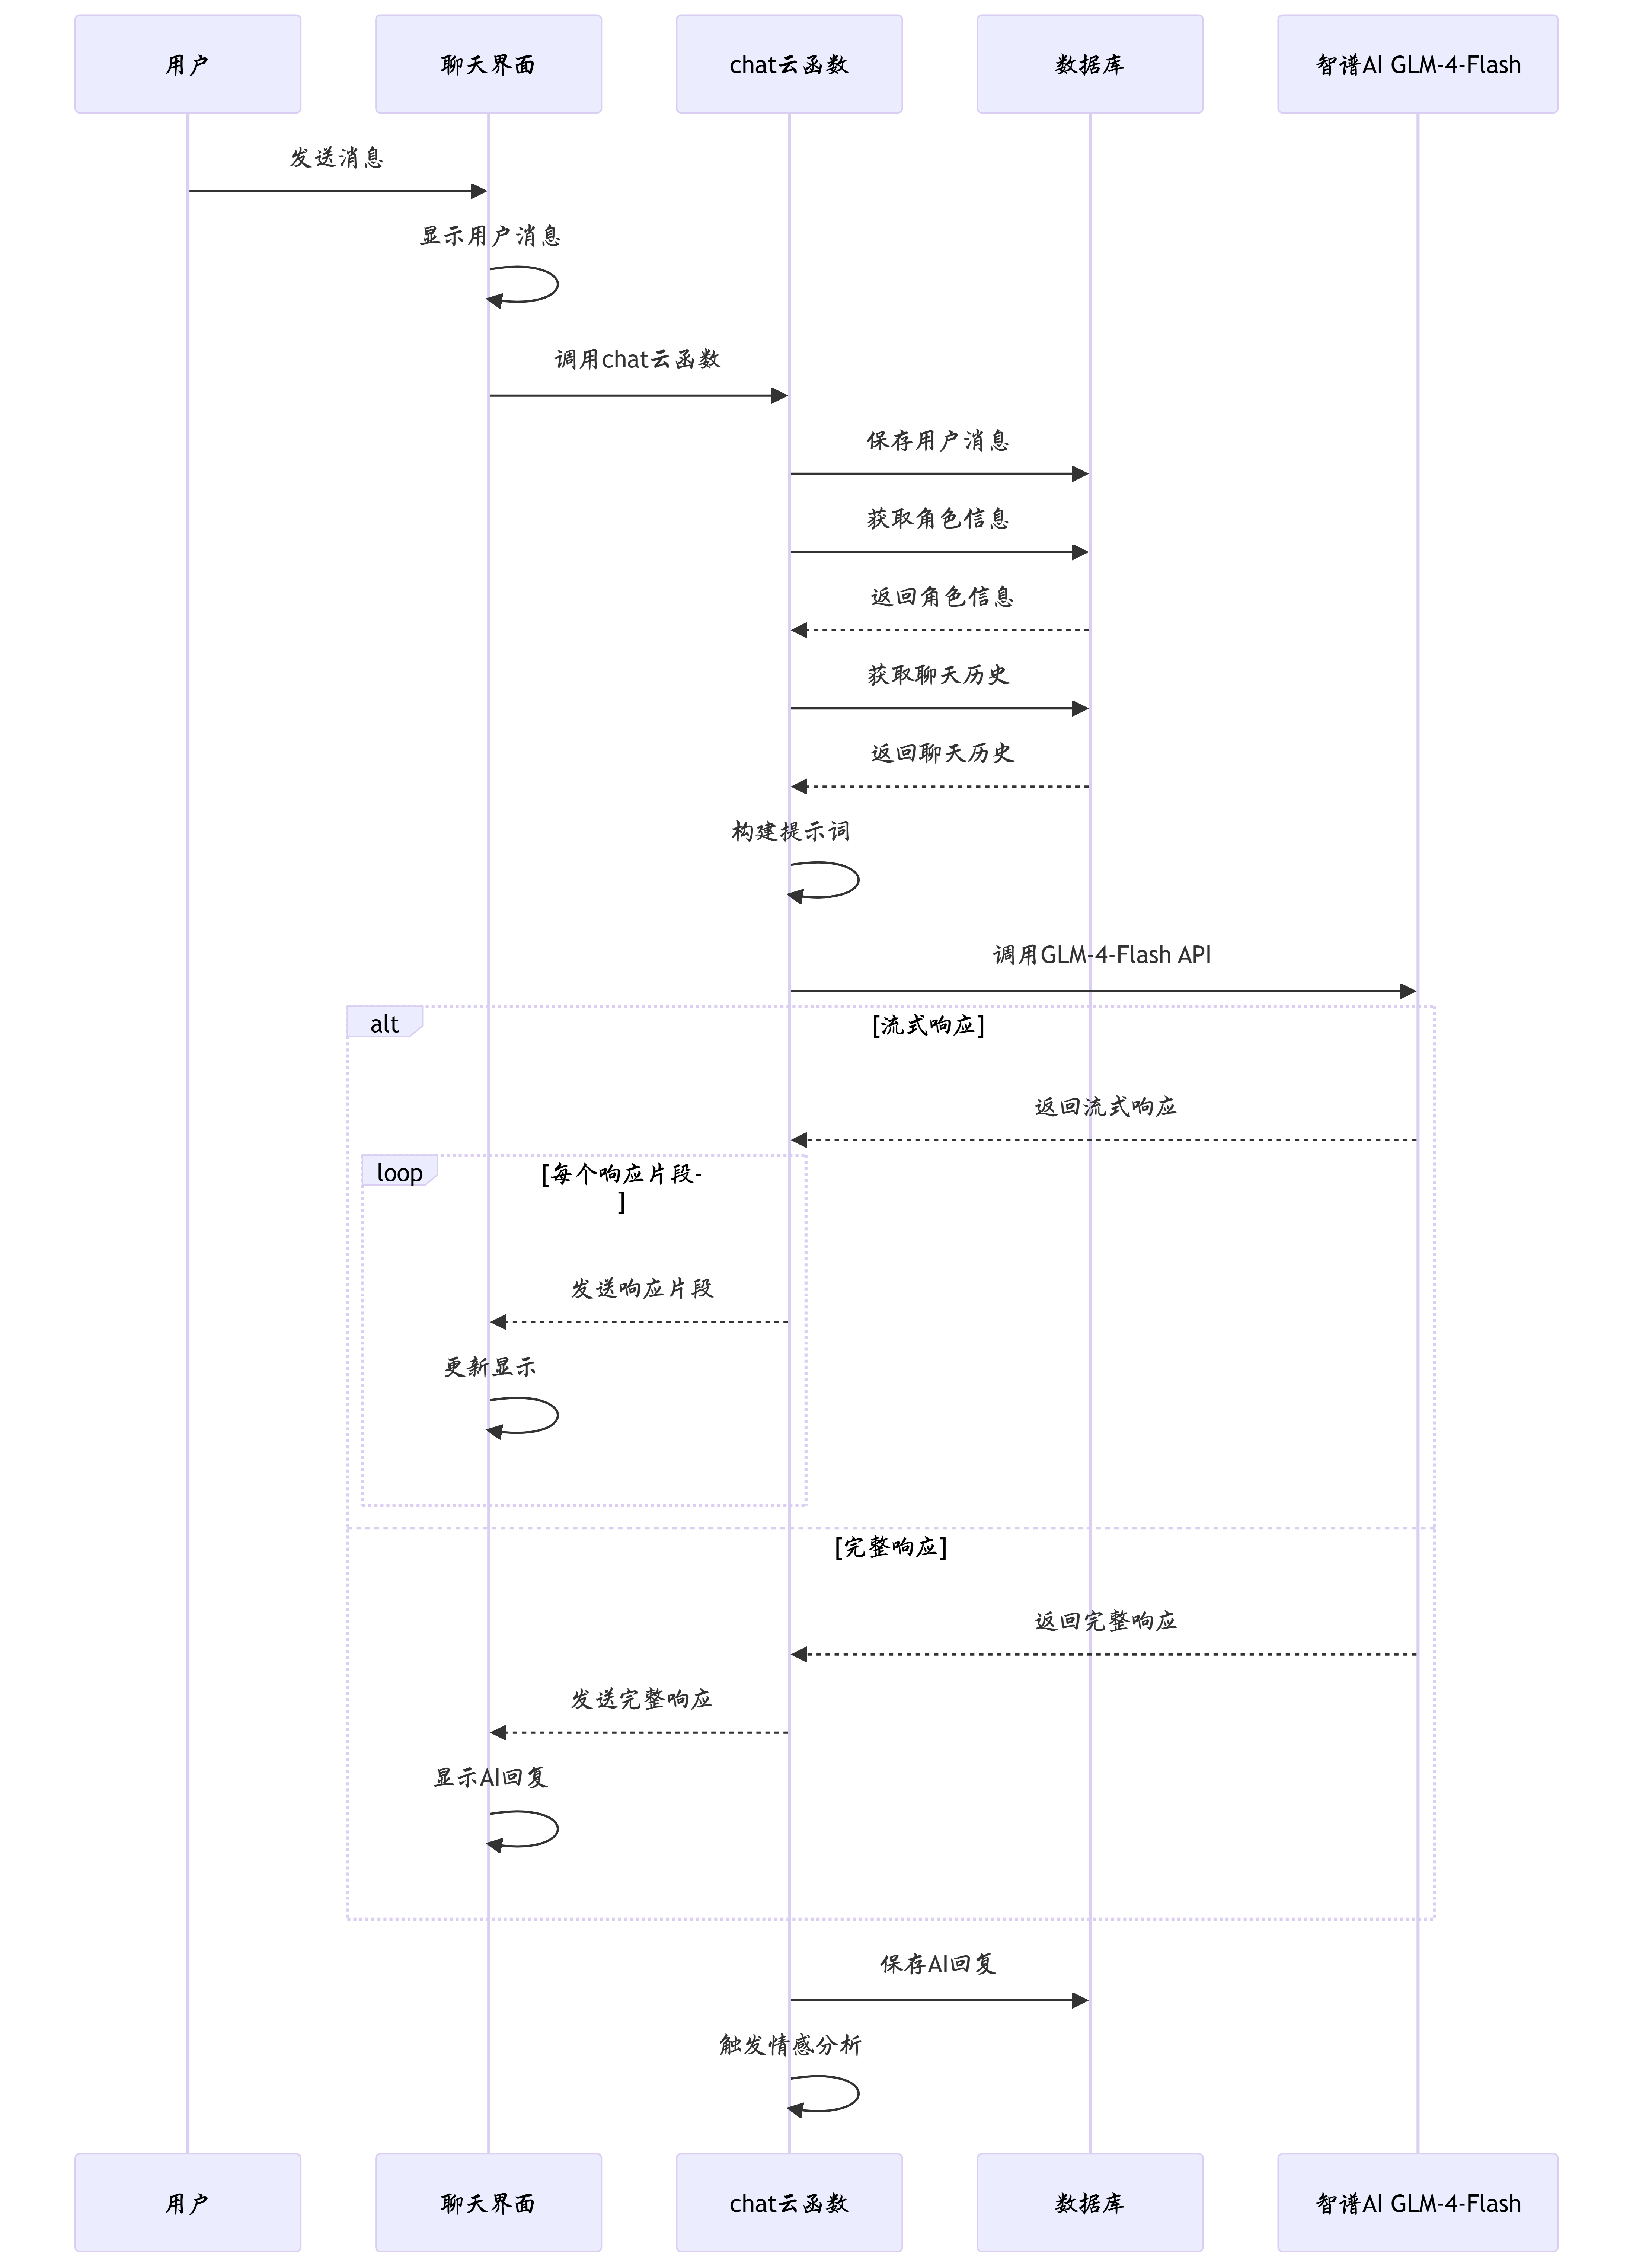 用户
聊天界面
chat云函数
数据库
智谱AI GLM-4-Flash
发送消息
显示用户消息
调用chat云函数
保存用户消息
获取角色信息
返回角色信息
获取聊天历史
返回聊天历史
构建提示词
调用GLM-4-Flash API
alt
[流式响应]
返回流式响应
loop
[每个响应片段-
]
发送响应片段
更新显示
[完整响应]
返回完整响应
发送完整响应
显示AI回复
保存AI回复
触发情感分析
用户
聊天界面
chat云函数
数据库
智谱AI GLM-4-Flash